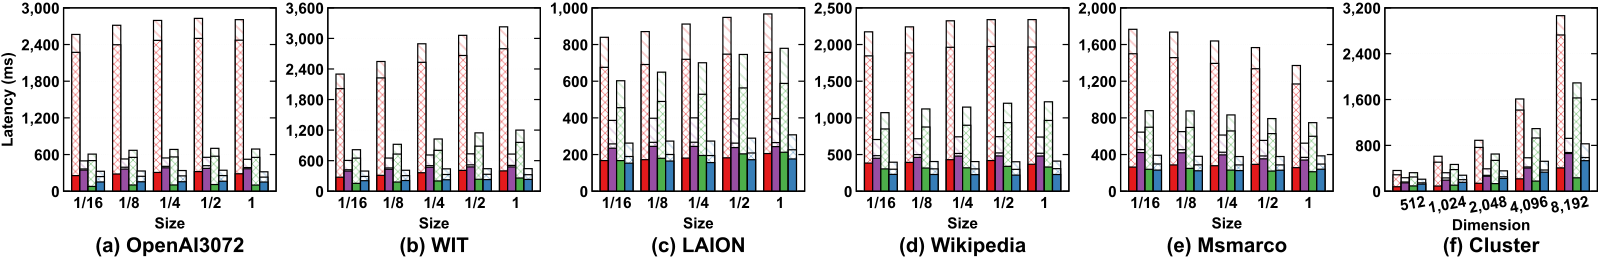 Latency (ms)
3,000
2,400
1,800
1,200
600
0
1/16 1/8 1/4 1/2 1
Size
(a) OpenAI3072
3,600
3,000
2,400
1,800
1,200
600
0
1/16 1/8 1/4 1/2 1
Size
(b) WIT
1,000
800
600
400
200
0
1/16 1/8 1/4 1/2 1
Size
(c) LAION
2,500
2,000
1,500
1,000
500
0
1/16 1/8 1/4 1/2 1
Size
(d) Wikipedia
2,000
1,600
1,200
800
400
0
1/16 1/8 1/4 1/2 1
Size
(e) Msmarco
3,200
2,400
1,600
800
0
512 1,024 2,048 4,096 8,192
Dimension
(f) Cluster